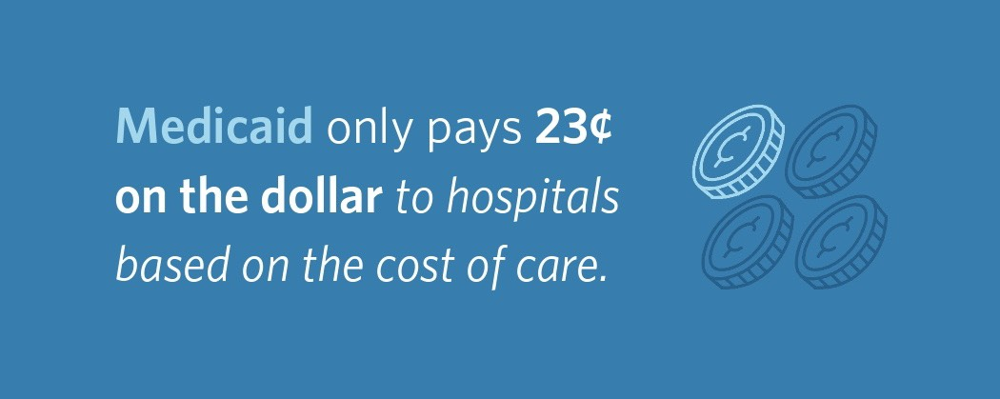 Medicaid only pays 23¢
on the dollar to hospitals
based on the cost of care.